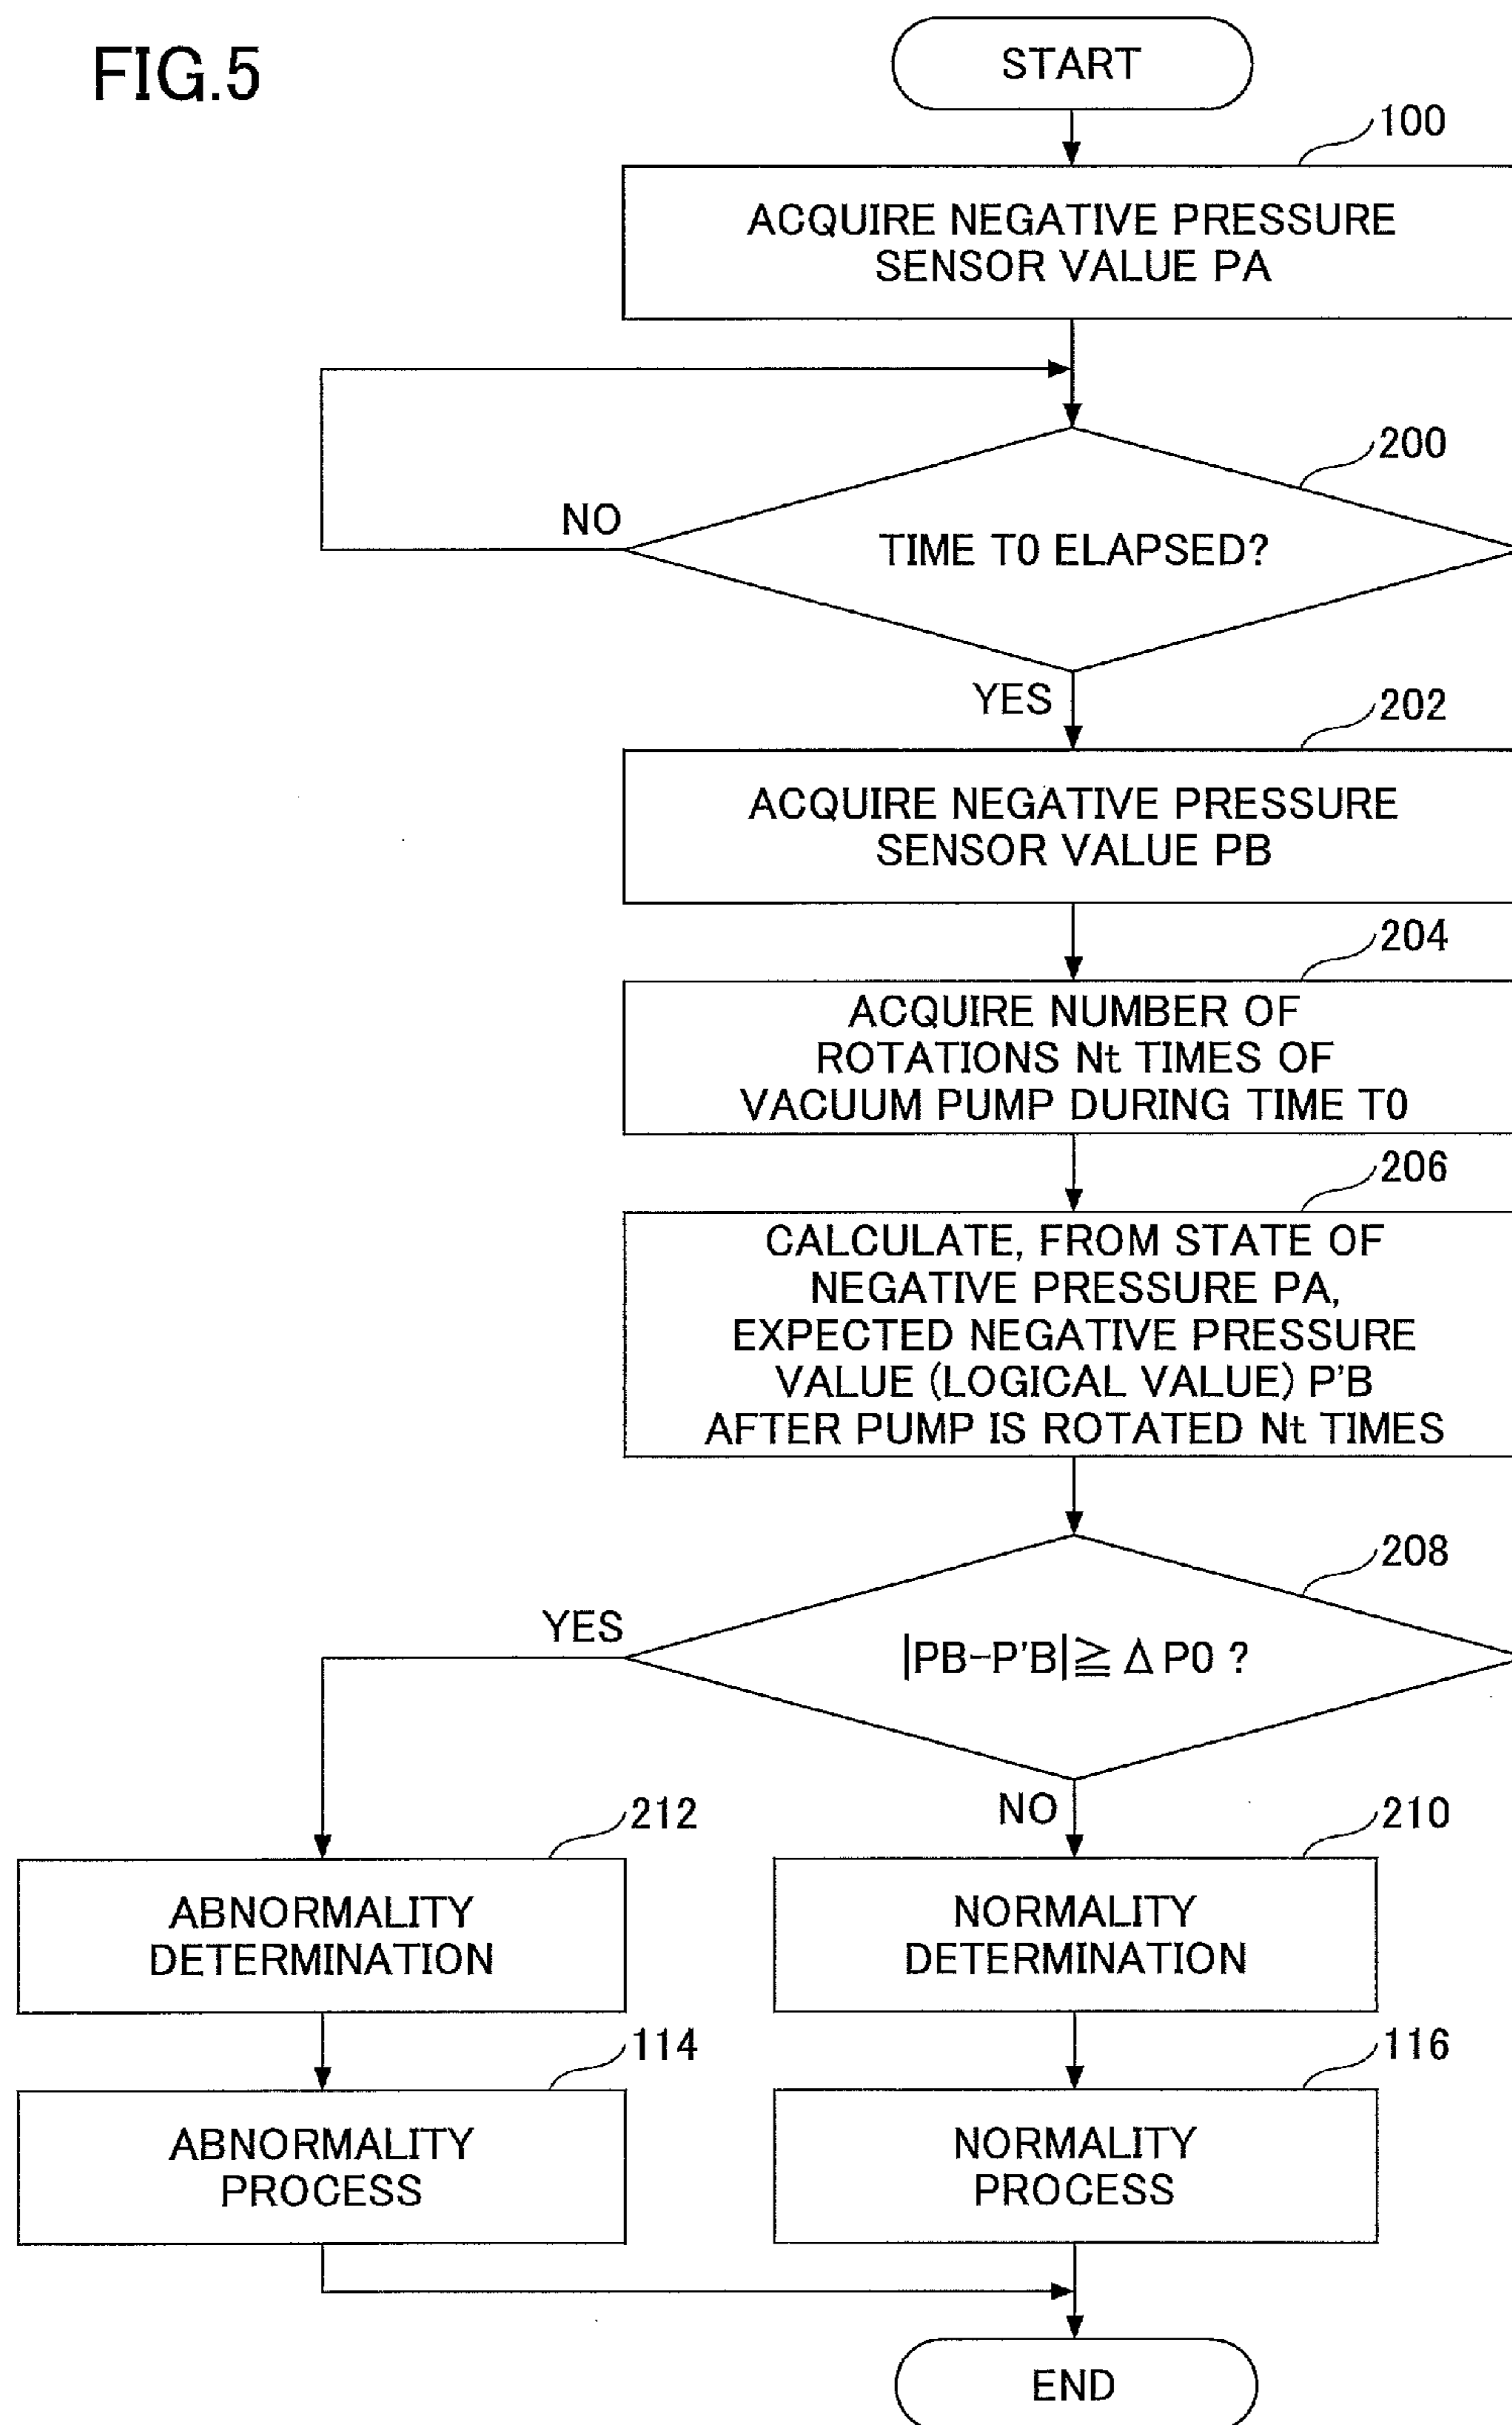 FIG.5
START
100
ACQUIRE NEGATIVE PRESSURE
SENSOR VALUE PA
200
NO
TIME T0 ELAPSED?
YES
202
ACQUIRE NEGATIVE PRESSURE
SENSOR VALUE PB
204
ACQUIRE NUMBER OF
ROTATIONS Nt TIMES OF
VACUUM PUMP DURING TIME T0
206
CALCULATE, FROM STATE OF
NEGATIVE PRESSURE PA,
EXPECTED NEGATIVE PRESSURE
VALUE (LOGICAL VALUE) P'B
AFTER PUMP IS ROTATED Nt TIMES
208
YES
|PB-P'B|≧ΔP0 ?
NO
212
210
ABNORMALITY
DETERMINATION
NORMALITY
DETERMINATION
114
116
ABNORMALITY
PROCESS
NORMALITY
PROCESS
END